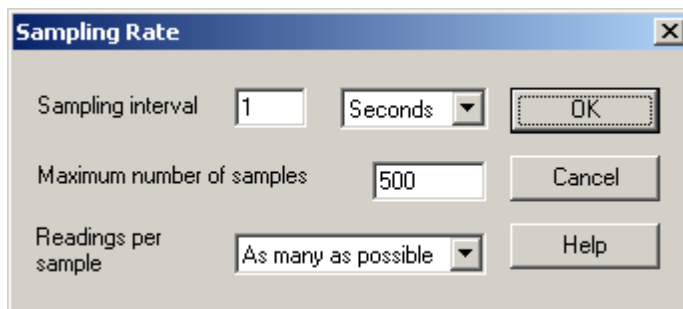 Sampling Rate
Sampling interval 1 Seconds OK
Maximum number of samples 500 Cancel
Readings per
sample As many as possible Help